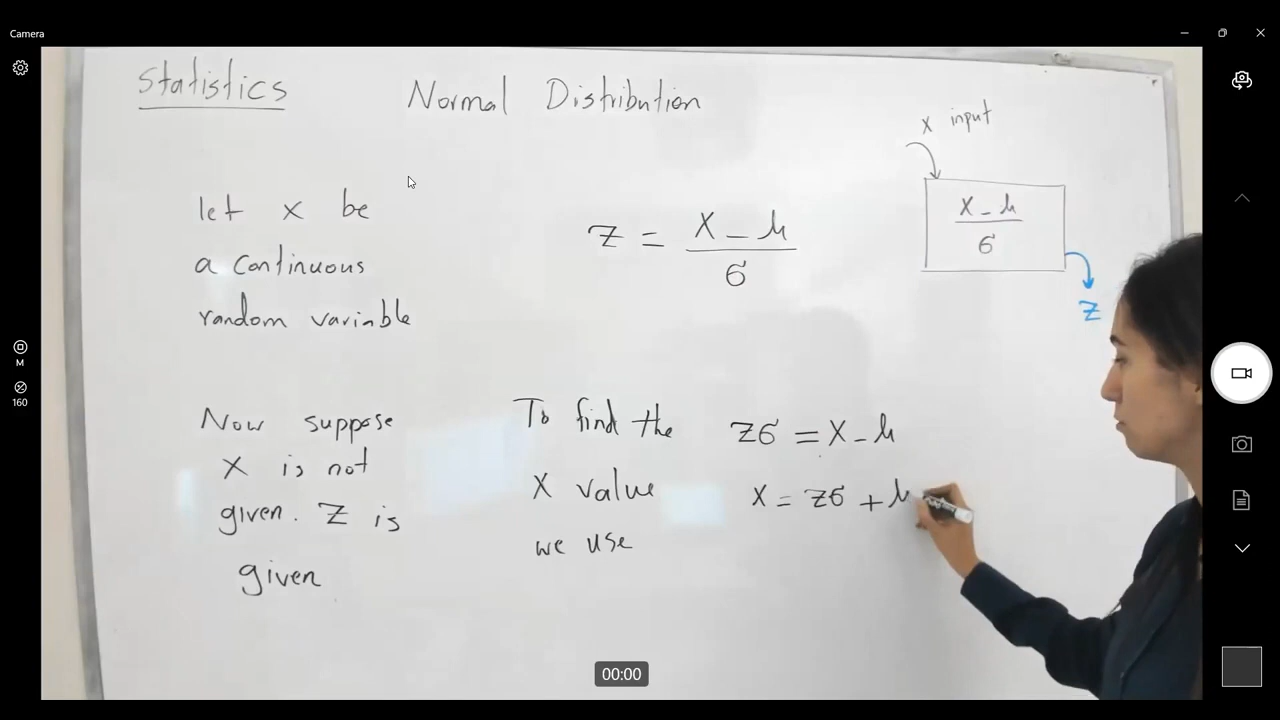 Camera
Statistics Normal Distribution
x input
let x be
a continuous
random variable
Z = X - μ / σ
X - μ / σ
Z
M
160
Now suppose
X is not
given. Z is
given
To find the
X value
we use
Zσ = X - μ
X = Zσ + μ
00:00